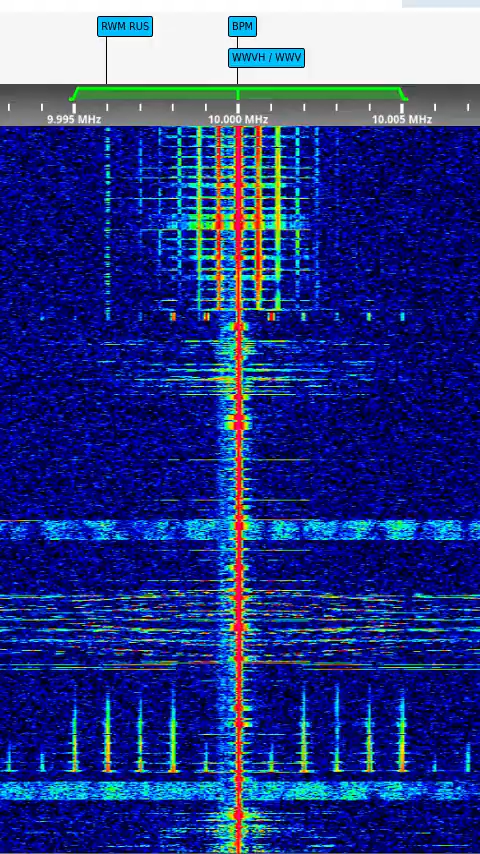 RWM RUS
BPM
WWVH / WWV
9.995 MHz
10.000 MHz
10.005 MHz